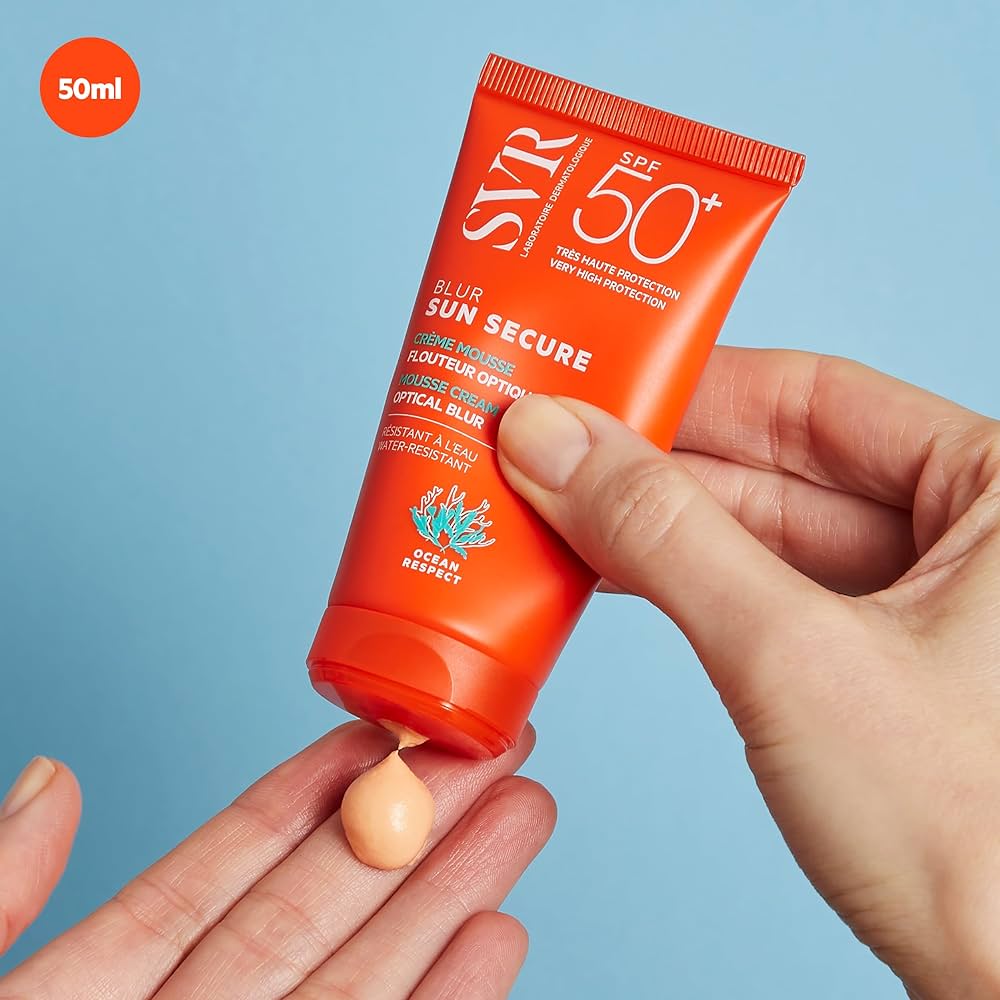 50ml
SVR
LABORATOIRE DERMATOLOGIQUE
SPF
50+
TRÈS HAUTE PROTECTION
VERY HIGH PROTECTION
BLUR
SUN SECURE
CRÈME MOUSSE
FLOUTEUR OPTIQU
MOUSSE CREAM
OPTICAL BLUR
RÉSISTANT À L'EAU
WATER-RESISTANT
OCEAN
RESPECT